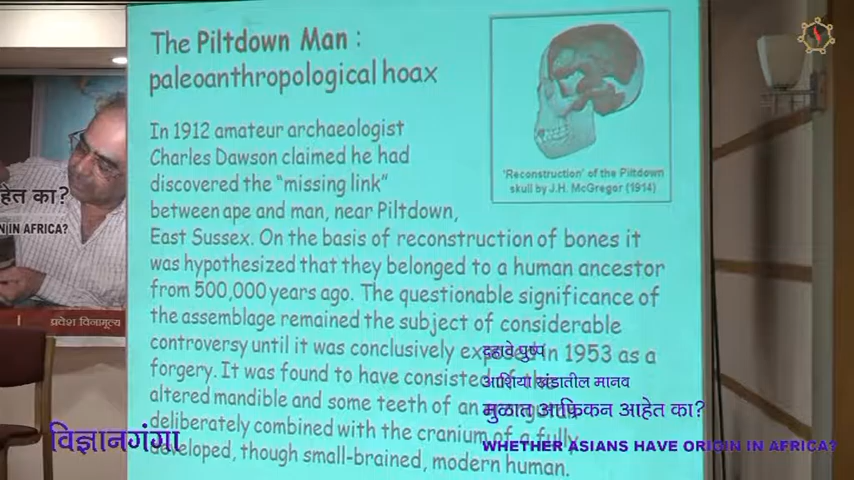 The Piltdown Man :
paleoanthropological hoax
In 1912 amateur archaeologist
Charles Dawson claimed he had
discovered the "missing link"
between ape and man, near Piltdown,
East Sussex. On the basis of reconstruction of bones it
was hypothesized that they belonged to a human ancestor
from 500,000 years ago. The questionable significance of
the assemblage remained the subject of considerable
controversy until it was conclusively exposed in 1953 as a
forgery. It was found to have consisted of the
altered mandible and some teeth of an
deliberately combined with the cranium of a fully
developed, though small-brained, modern human.
'Reconstruction' of the Piltdown
skull by J.H. McGregor (1914)
हेत का?
N IN AFRICA?
प्रवेश विनामूल्य
विज्ञानगंगा
दहावे पुष्प
आशिया खंडातील मानव
मुळात आफ्रिकन आहेत का?
WHETHER ASIANS HAVE ORIGIN IN AFRICA?